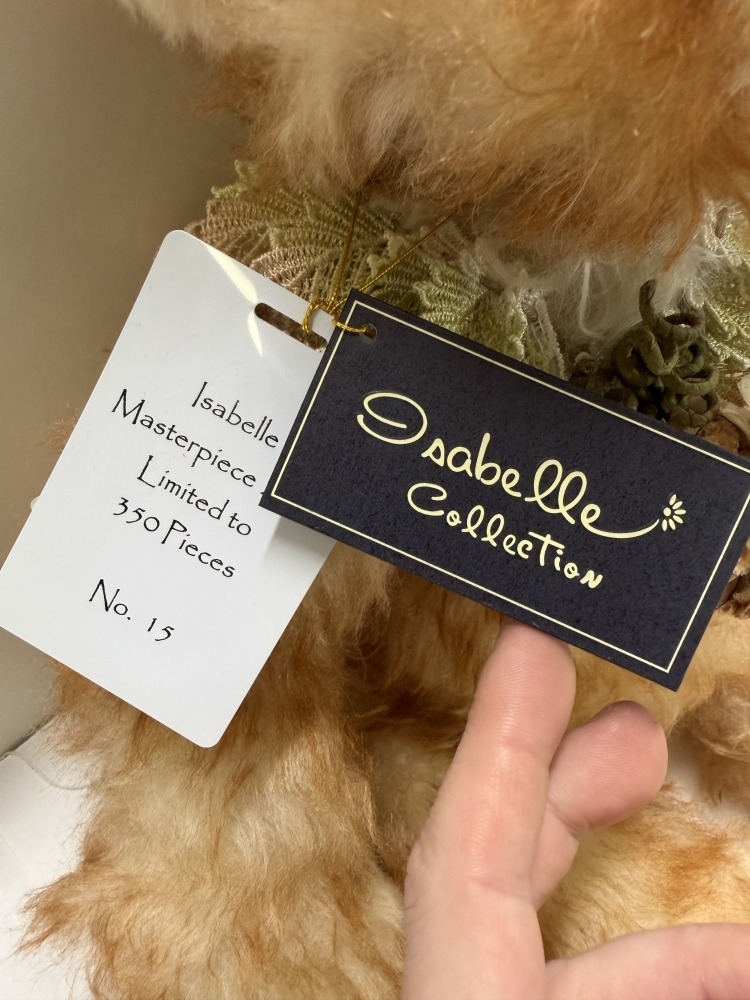 Isabelle
Masterpiece
Limited to
350 Pieces
No. 15
Isabelle
Collection